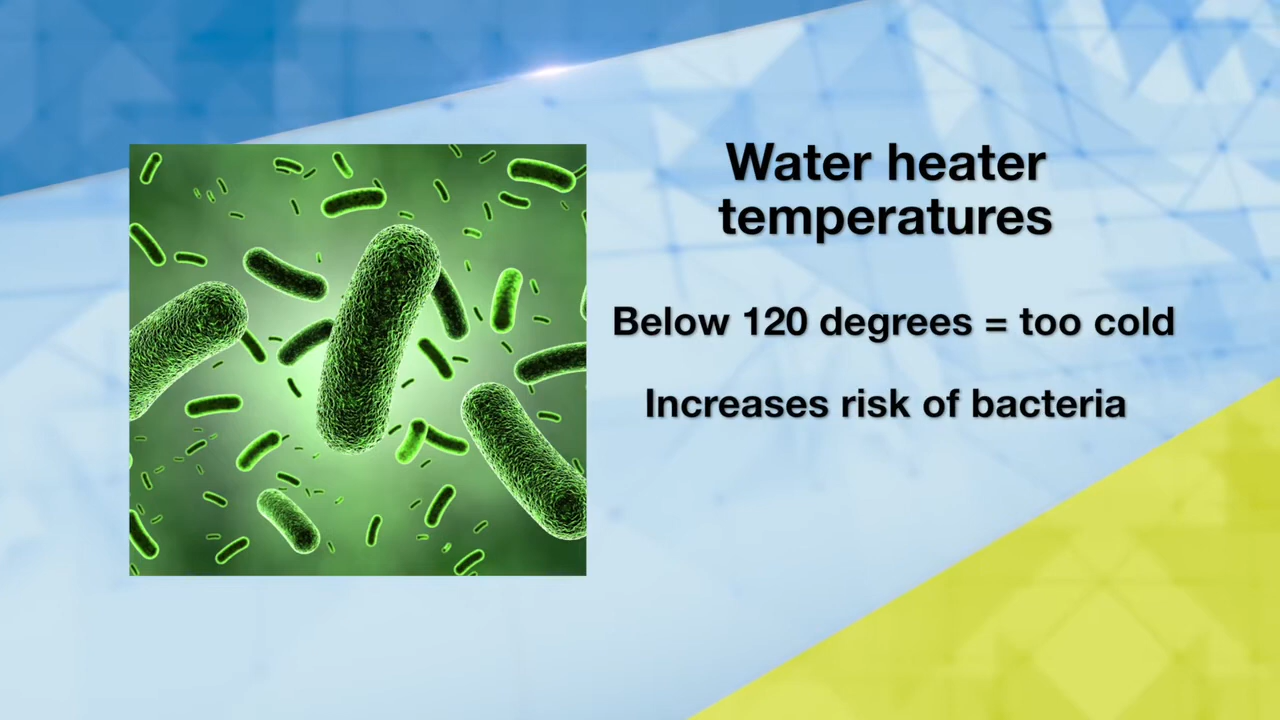 Water heater
temperatures
Below 120 degrees = too cold
Increases risk of bacteria